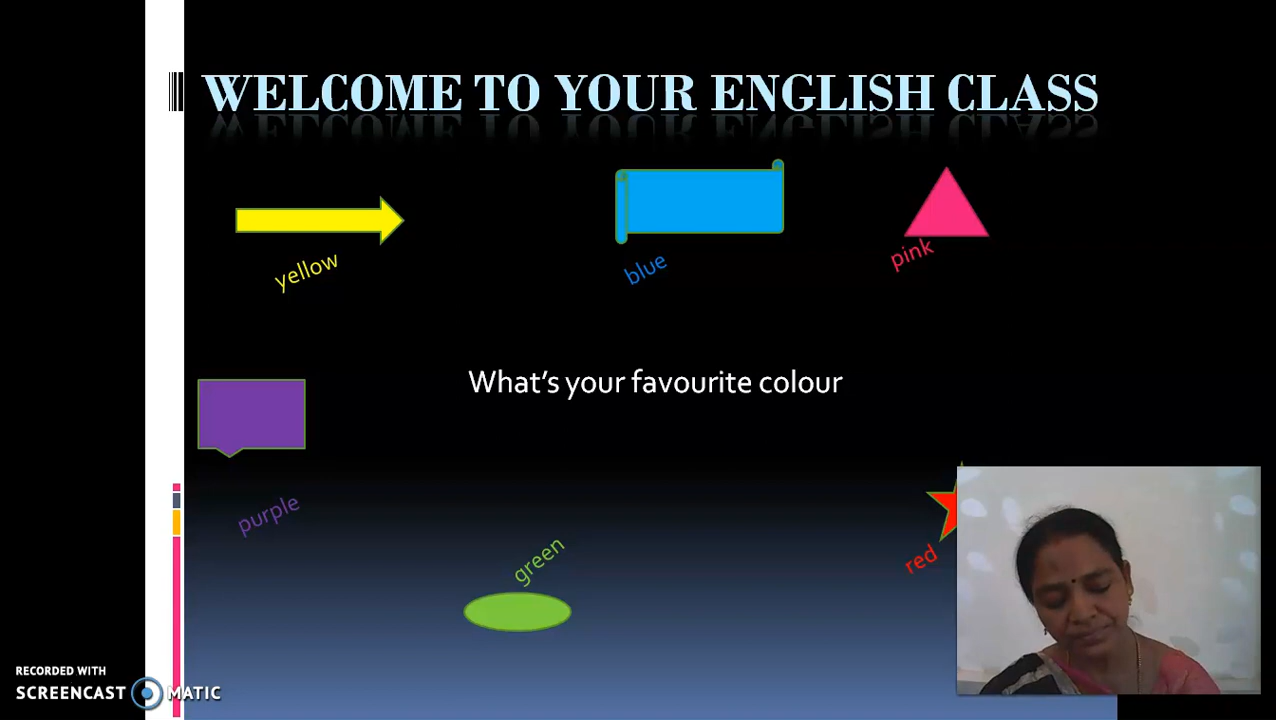 WELCOME TO YOUR ENGLISH CLASS
yellow
blue
pink
What's your favourite colour
purple
green
red
RECORDED WITH
SCREENCAST MATIC